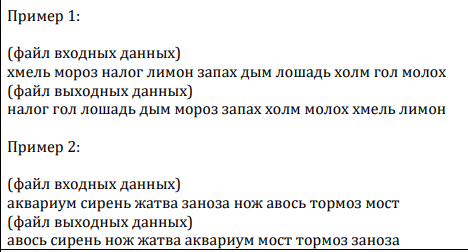 Пример 1:
(файл входных данных)
хмель мороз налог лимон запах дым лошадь холм гол молох
(файл выходных данных)
налог гол лошадь дым мороз запах холм молох хмель лимон
Пример 2:
(файл входных данных)
аквариум сирень жатва заноза нож авось тормоз мост
(файл выходных данных)
авось сирень нож жатва аквариум мост тормоз заноза